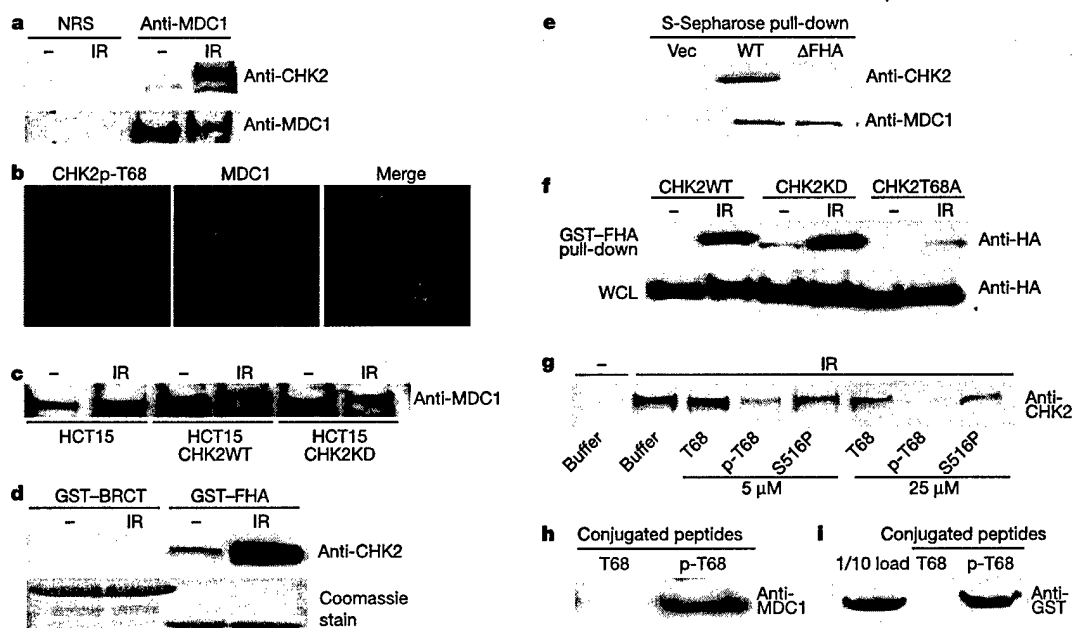 a
NRS Anti-MDC1
– IR – IR
Anti-CHK2
Anti-MDC1
b
CHK2p-T68 MDC1 Merge
c
– IR – IR – IR
Anti-MDC1
HCT15 HCT15 HCT15
CHK2WT CHK2KD
d
GST–BRCT GST–FHA
– IR – IR
Anti-CHK2
Coomassie
stain
e
S-Sepharose pull-down
Vec WT ΔFHA
Anti-CHK2
Anti-MDC1
f
CHK2WT CHK2KD CHK2T68A
– IR – IR – IR
GST–FHA
pull-down
Anti-HA
WCL Anti-HA
g
– IR
Anti-
CHK2
Buffer Buffer T68 p-T68 S516P T68 p-T68 S516P
5 μM 25 μM
h
Conjugated peptides
T68 p-T68
Anti-
MDC1
i
Conjugated peptides
1/10 load T68 p-T68
Anti-
GST